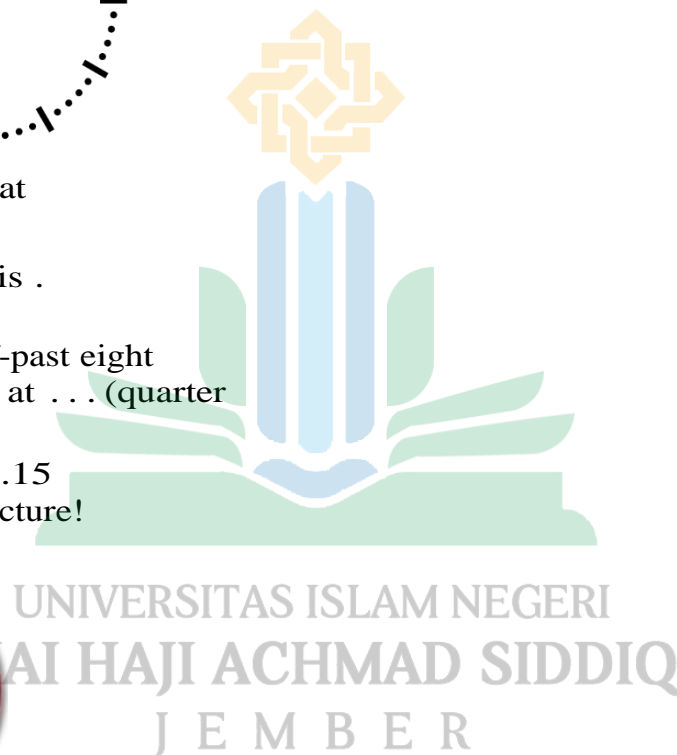 at
is .
-past eight
at . . . (quarter
.15
cture!
UNIVERSITAS ISLAM NEGERI
AI HAJI ACHMAD SIDDIQ
J E M B E R